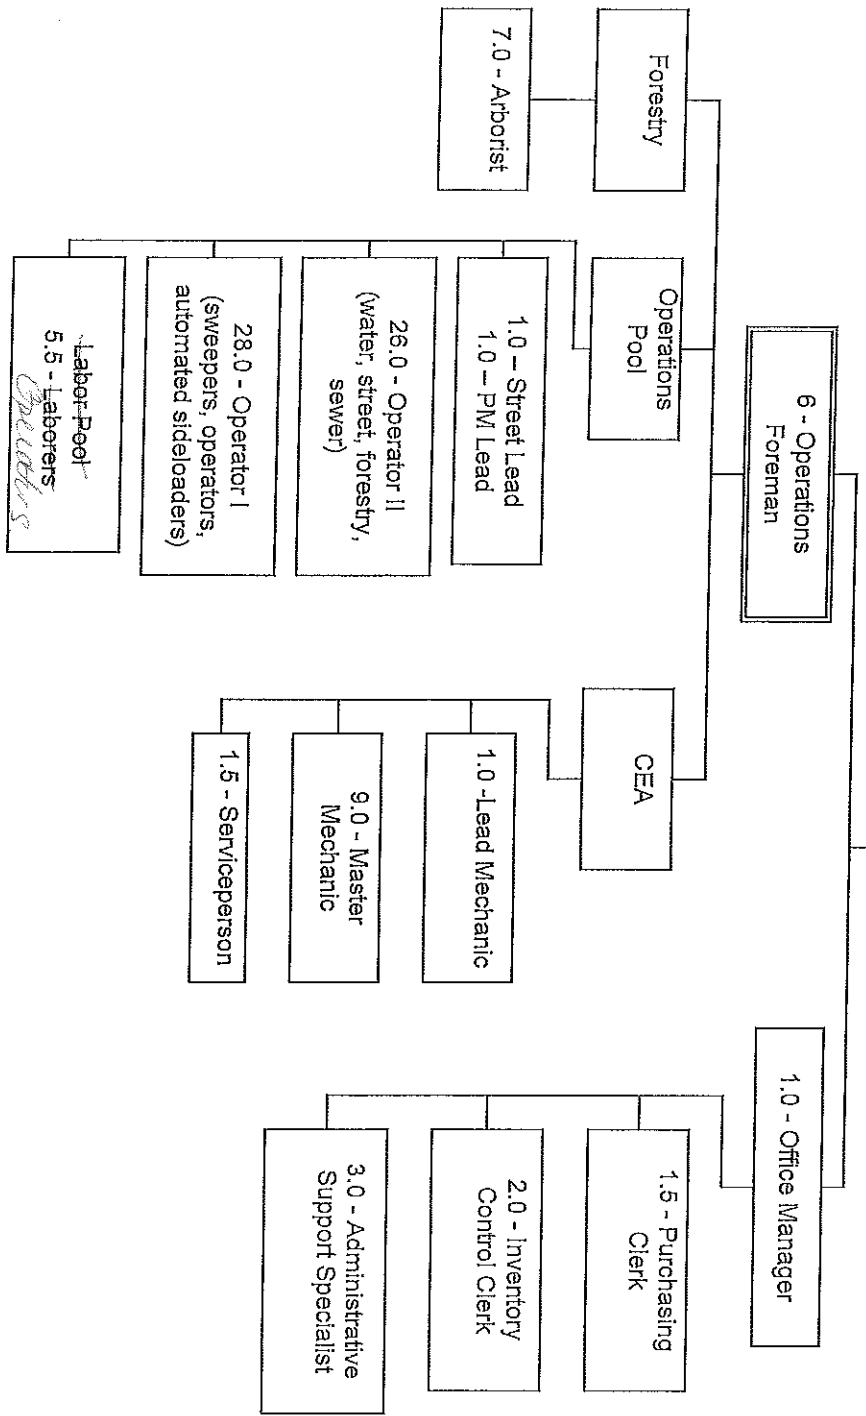 6 - Operations
Foreman
1.0 - Office Manager
Forestry
7.0 - Arborist
Operations
Pool
1.0 – Street Lead
1.0 – PM Lead
26.0 - Operator II
(water, street, forestry,
sewer)
28.0 - Operator I
(sweepers, operators,
automated sideloaders)
Labor Pool
5.5 - Laborers
Operators
CEA
1.0 -Lead Mechanic
9.0 - Master
Mechanic
1.5 - Serviceperson
1.5 - Purchasing
Clerk
2.0 - Inventory
Control Clerk
3.0 - Administrative
Support Specialist